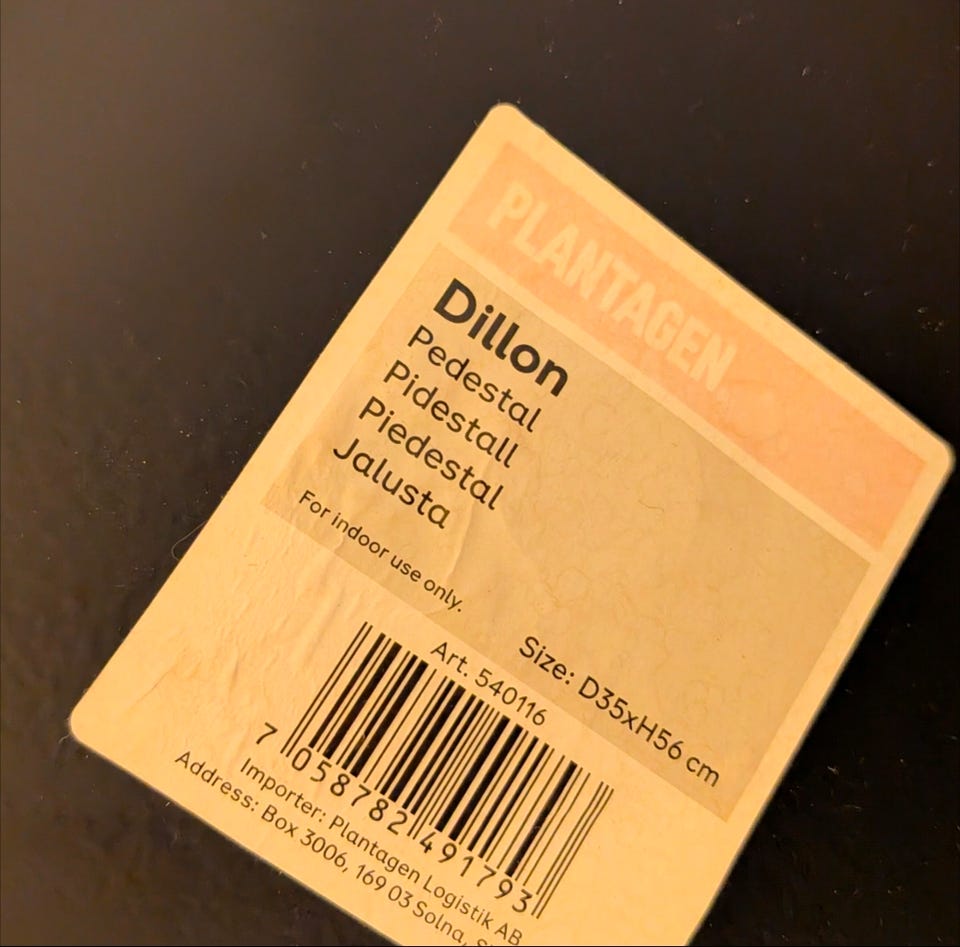 PLANTAGEN
Dillon
Pedestal
Pidestall
Piedestal
Jalusta
For indoor use only.
Size: D35xH56 cm
Art. 540116
7 058782 491793
Importer: Plantagen Logistik AB
Address: Box 3006, 169 03 Solna,